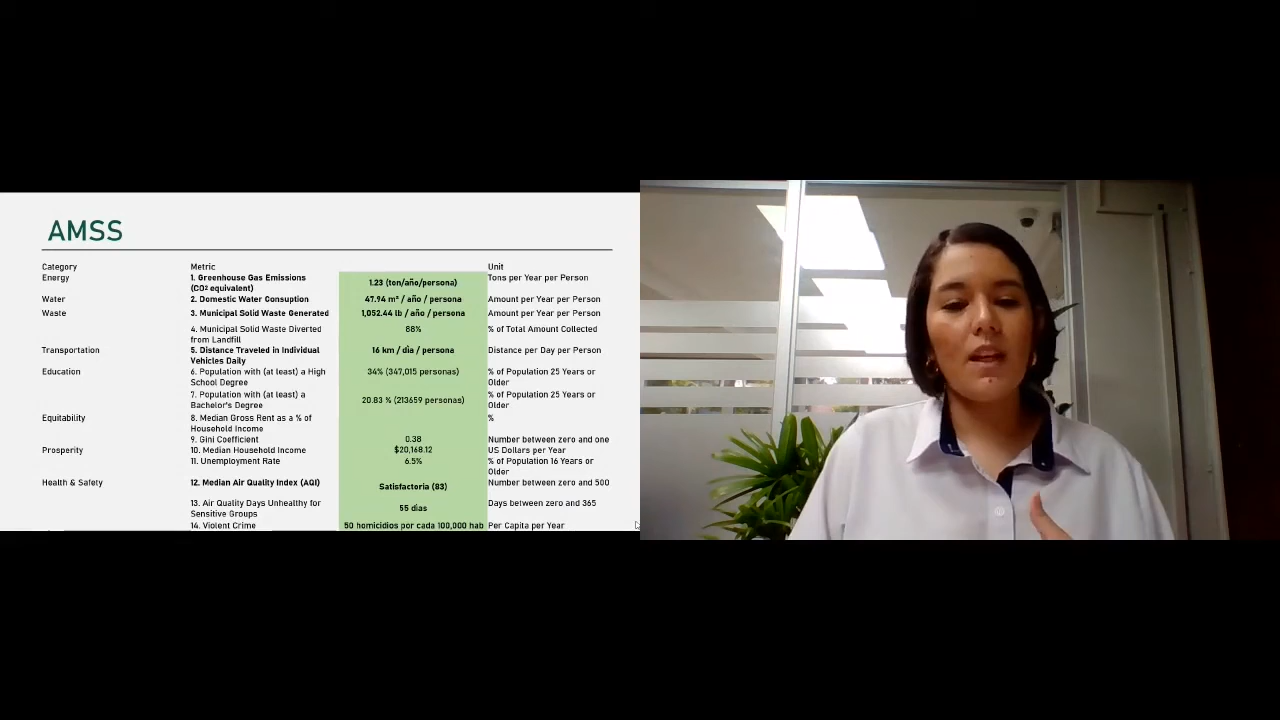 AMSS
Category Metric Unit
Energy 1. Greenhouse Gas Emissions 1.23 (ton/año/persona) Tons per Year per Person
(CO² equivalent)
Water 2. Domestic Water Consuption 47.94 m³ / año / persona Amount per Year per Person
Waste 3. Municipal Solid Waste Generated 1,052.44 lb / año / persona Amount per Year per Person
4. Municipal Solid Waste Diverted 88% % of Total Amount Collected
from Landfill
Transportation 5. Distance Traveled in Individual 16 km / día / persona Distance per Day per Person
Vehicles Daily
Education 6. Population with (at least) a High 34% (347,015 personas) % of Population 25 Years or
School Degree Older
7. Population with (at least) a 20.83 % (213659 personas) % of Population 25 Years or
Bachelor's Degree Older
Equitability 8. Median Gross Rent as a % of %
Household Income
9. Gini Coefficient 0.38 Number between zero and one
Prosperity 10. Median Household Income $20,168.12 US Dollars per Year
11. Unemployment Rate 6.5% % of Population 16 Years or
Older
Health & Safety 12. Median Air Quality Index (AQI) Satisfactoria (83) Number between zero and 500
13. Air Quality Days Unhealthy for 55 dias Days between zero and 365
Sensitive Groups
14. Violent Crime 50 homicidios por cada 100,000 hab Per Capita per Year